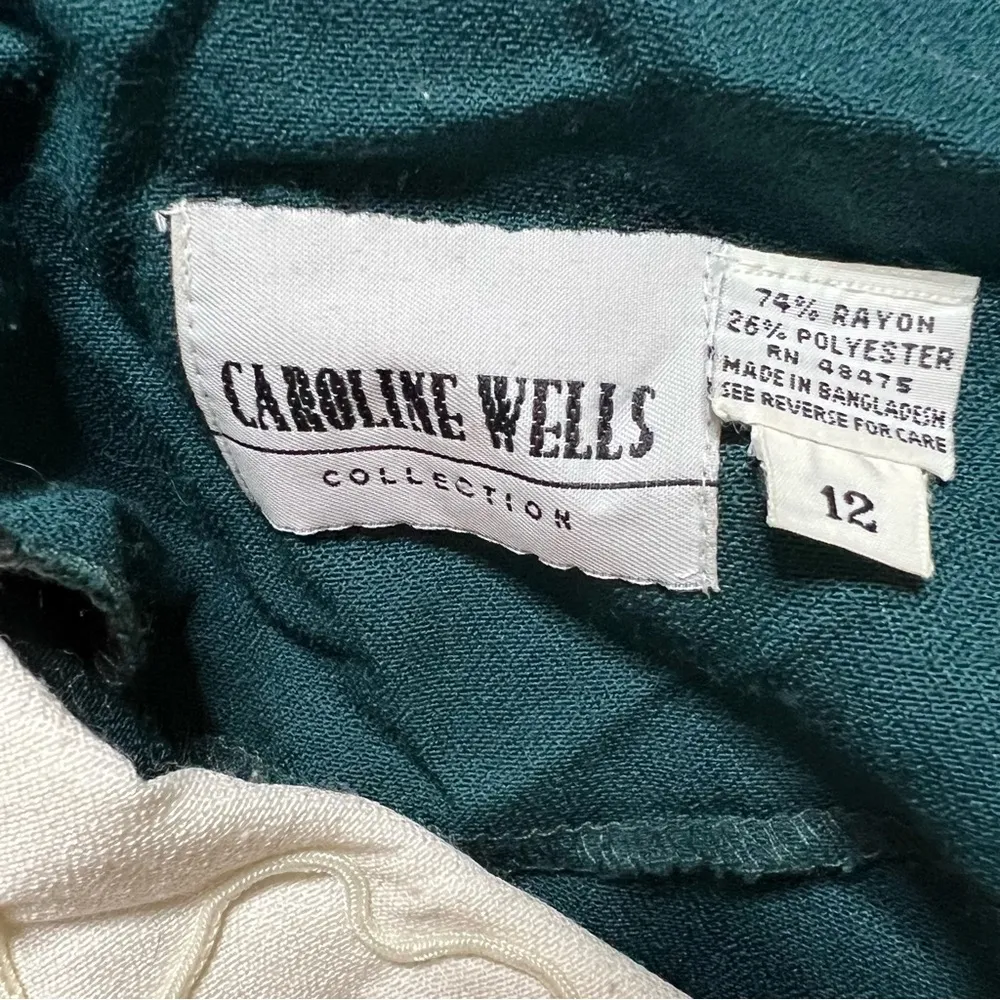 CAROLINE WELLS
COLLECTION
74% RAYON
26% POLYESTER
RN 48475
MADE IN BANGLADESH
SEE REVERSE FOR CARE
12